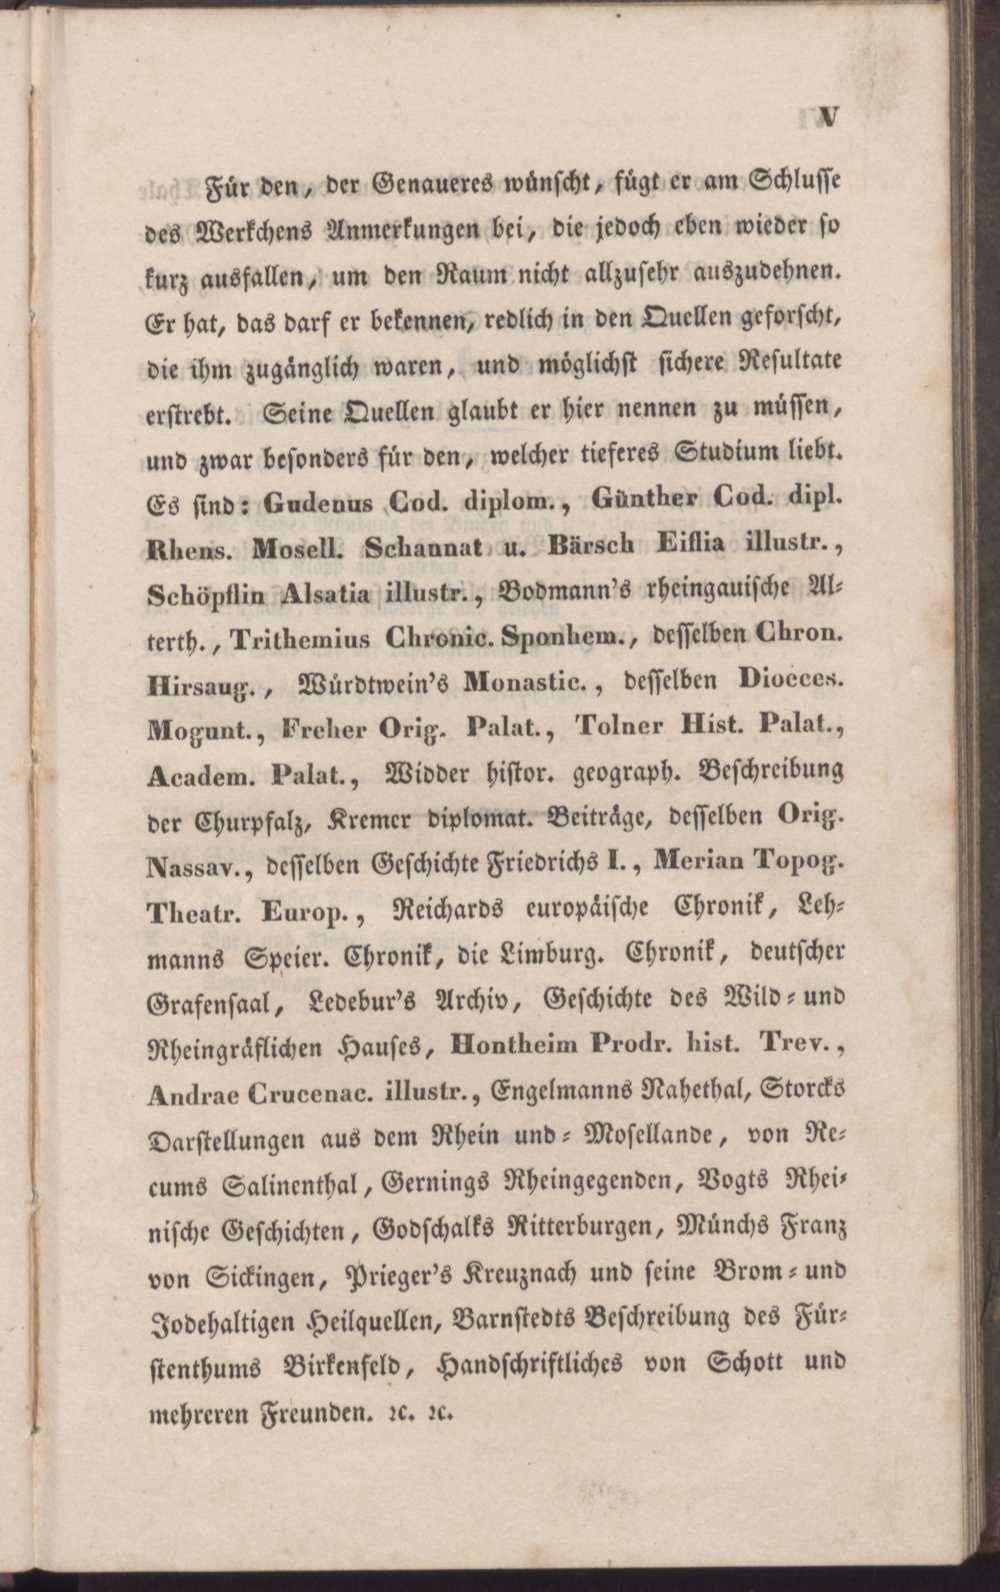 V
Für den, der Genaueres wünscht, fügt er am Schlusse
des Werkchens Anmerkungen bei, die jedoch eben wieder so
kurz ausfallen, um den Raum nicht allzusehr auszudehnen.
Er hat, das darf er bekennen, redlich in den Quellen geforscht,
die ihm zugänglich waren, und möglichst sichere Resultate
erstrebt. Seine Quellen glaubt er hier nennen zu müssen,
und zwar besonders für den, welcher tieferes Studium liebt.
Es sind: Gudenus Cod. diplom., Günther Cod. dipl.
Rhens. Mosell. Schannat u. Bärsch Eiflia illustr.,
Schöpflin Alsatia illustr., Bodmann's rheingauische Al-
terth., Trithemius Chronic. Sponhem., desselben Chron.
Hirsaug., Würdtwein's Monastic., desselben Dioeces.
Mogunt., Freher Orig. Palat., Tolner Hist. Palat.,
Academ. Palat., Widder histor. geograph. Beschreibung
der Churpfalz, Kremer diplomat. Beiträge, desselben Orig.
Nassav., desselben Geschichte Friedrichs I., Merian Topog.
Theatr. Europ., Reichards europäische Chronik, Leh-
manns Speier. Chronik, die Limburg. Chronik, deutscher
Grafensaal, Ledebur's Archiv, Geschichte des Wild- und
Rheingräflichen Hauses, Hontheim Prodr. hist. Trev.,
Andrae Crucenac. illustr., Engelmanns Nahethal, Storcks
Darstellungen aus dem Rhein und- Mosellande, von Re-
cums Salinenthal, Gernings Rheingegenden, Vogts Rhei-
nische Geschichten, Godschalks Ritterburgen, Münchs Franz
von Sickingen, Prieger's Kreuznach und seine Brom- und
Jodehaltigen Heilquellen, Barnstedts Beschreibung des Für-
stenthums Birkenfeld, Handschriftliches von Schott und
mehreren Freunden. ꝛc. ꝛc.